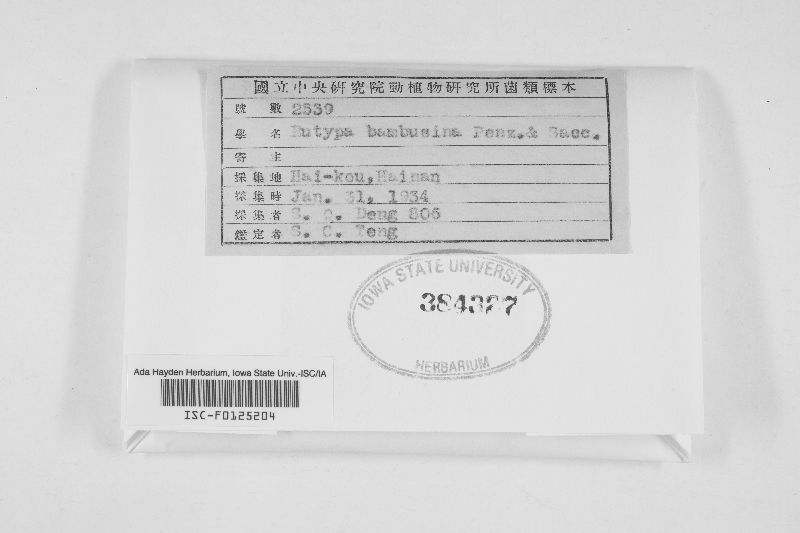 國立中央硏究院動植物硏究所菌類標本
號數 2539
學名 Eutypa bambusina Penz.& Sacc.
寄主
採集地 Hai-kou,Hainan
採集時 Jan. 31, 1934
採集者 S. Q. Deng 806
鑑定者 S. C. Teng
IOWA STATE UNIVERSITY
384327
HERBARIUM
Ada Hayden Herbarium, Iowa State Univ.-ISC/IA
ISC-F0125204